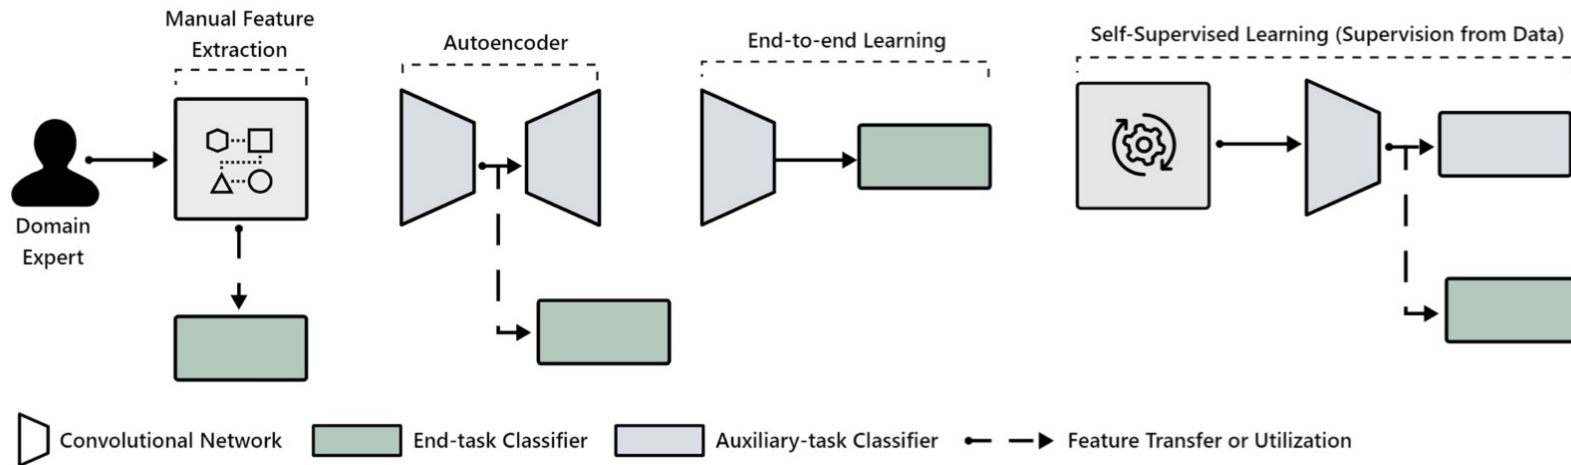 Manual Feature
Extraction
Autoencoder
End-to-end Learning
Self-Supervised Learning (Supervision from Data)
Domain
Expert
Convolutional Network
End-task Classifier
Auxiliary-task Classifier
Feature Transfer or Utilization